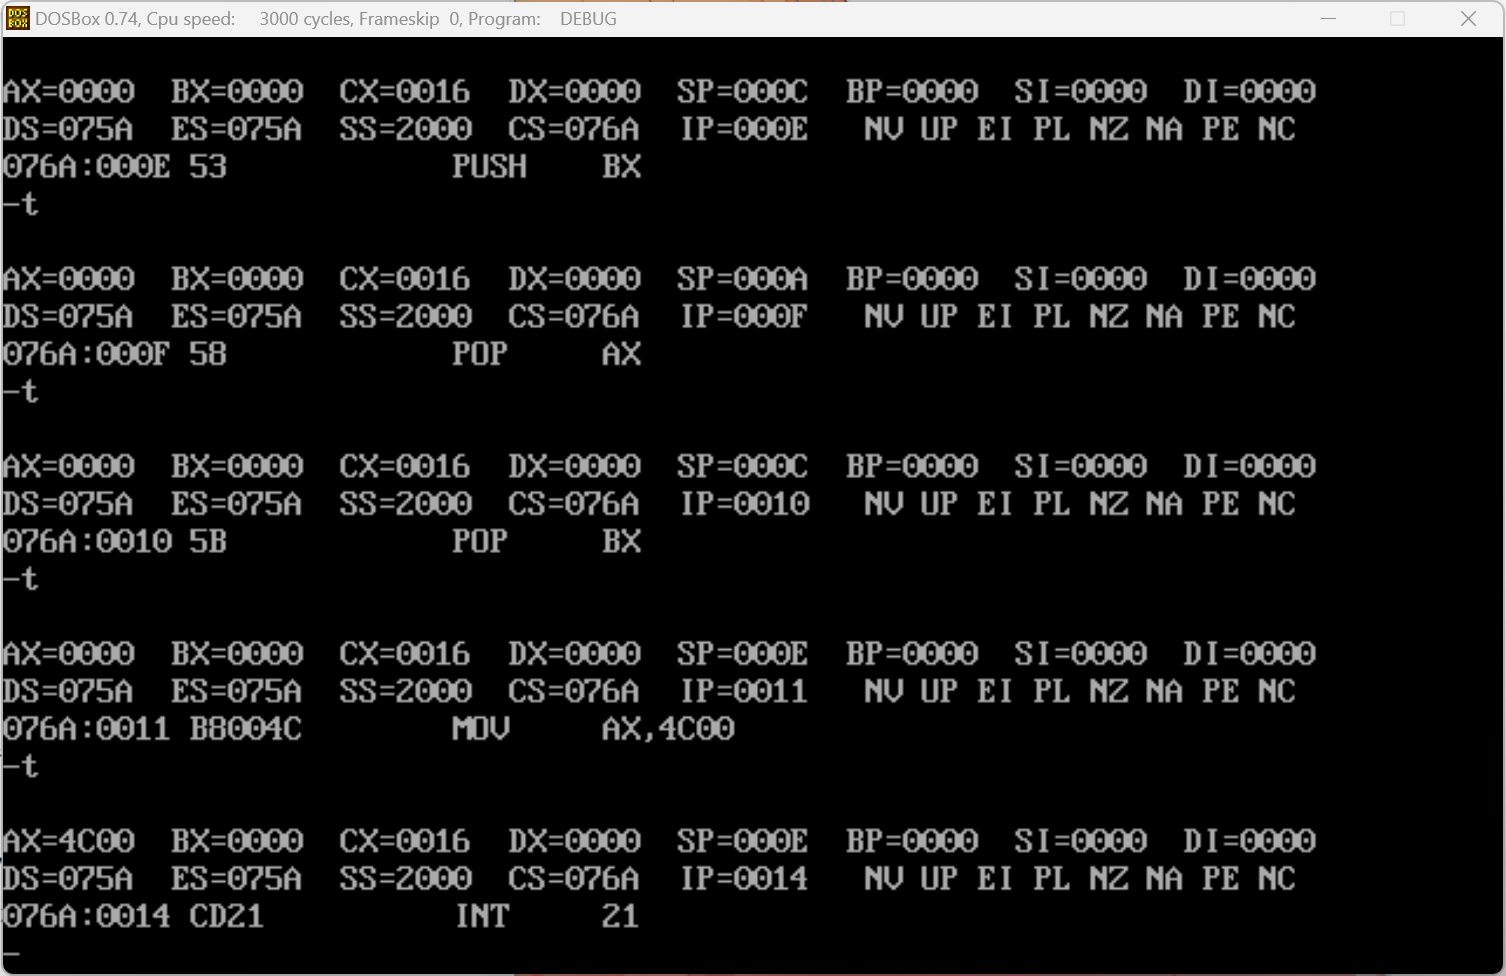 DOSBox 0.74, Cpu speed: 3000 cycles, Frameskip 0, Program: DEBUG
AX=0000 BX=0000 CX=0016 DX=0000 SP=000C BP=0000 SI=0000 DI=0000
DS=075A ES=075A SS=2000 CS=076A IP=000E NV UP EI PL NZ NA PE NC
076A:000E 53 PUSH BX
-t
AX=0000 BX=0000 CX=0016 DX=0000 SP=000A BP=0000 SI=0000 DI=0000
DS=075A ES=075A SS=2000 CS=076A IP=000F NV UP EI PL NZ NA PE NC
076A:000F 58 POP AX
-t
AX=0000 BX=0000 CX=0016 DX=0000 SP=000C BP=0000 SI=0000 DI=0000
DS=075A ES=075A SS=2000 CS=076A IP=0010 NV UP EI PL NZ NA PE NC
076A:0010 5B POP BX
-t
AX=0000 BX=0000 CX=0016 DX=0000 SP=000E BP=0000 SI=0000 DI=0000
DS=075A ES=075A SS=2000 CS=076A IP=0011 NV UP EI PL NZ NA PE NC
076A:0011 B8004C MOV AX,4C00
-t
AX=4C00 BX=0000 CX=0016 DX=0000 SP=000E BP=0000 SI=0000 DI=0000
DS=075A ES=075A SS=2000 CS=076A IP=0014 NV UP EI PL NZ NA PE NC
076A:0014 CD21 INT 21
-